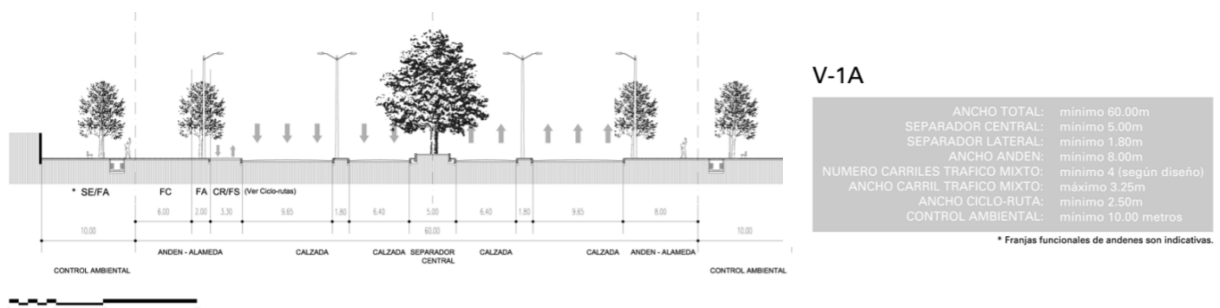 V-1A
ANCHO TOTAL: mínimo 60.00m
SEPARADOR CENTRAL: mínimo 5.00m
SEPARADOR LATERAL: mínimo 1.80m
ANCHO ANDEN: mínimo 8.00m
NUMERO CARRILES TRAFICO MIXTO: mínimo 4 (según diseño)
ANCHO CARRIL TRAFICO MIXTO: máximo 3.25m
ANCHO CICLO-RUTA: mínimo 2.50m
CONTROL AMBIENTAL: mínimo 10.00 metros
* Franjas funcionales de andenes son indicativas.
* SE/FA FC FA CR/FS (Ver Ciclo-rutas)
6.00 2.00 3.30 9.85 1.80 6.40 5.00 6.40 1.80 9.85 8.00
10.00 60.00 10.00
ANDEN - ALAMEDA CALZADA CALZADA SEPARADOR CENTRAL CALZADA CALZADA ANDEN - ALAMEDA
CONTROL AMBIENTAL CONTROL AMBIENTAL